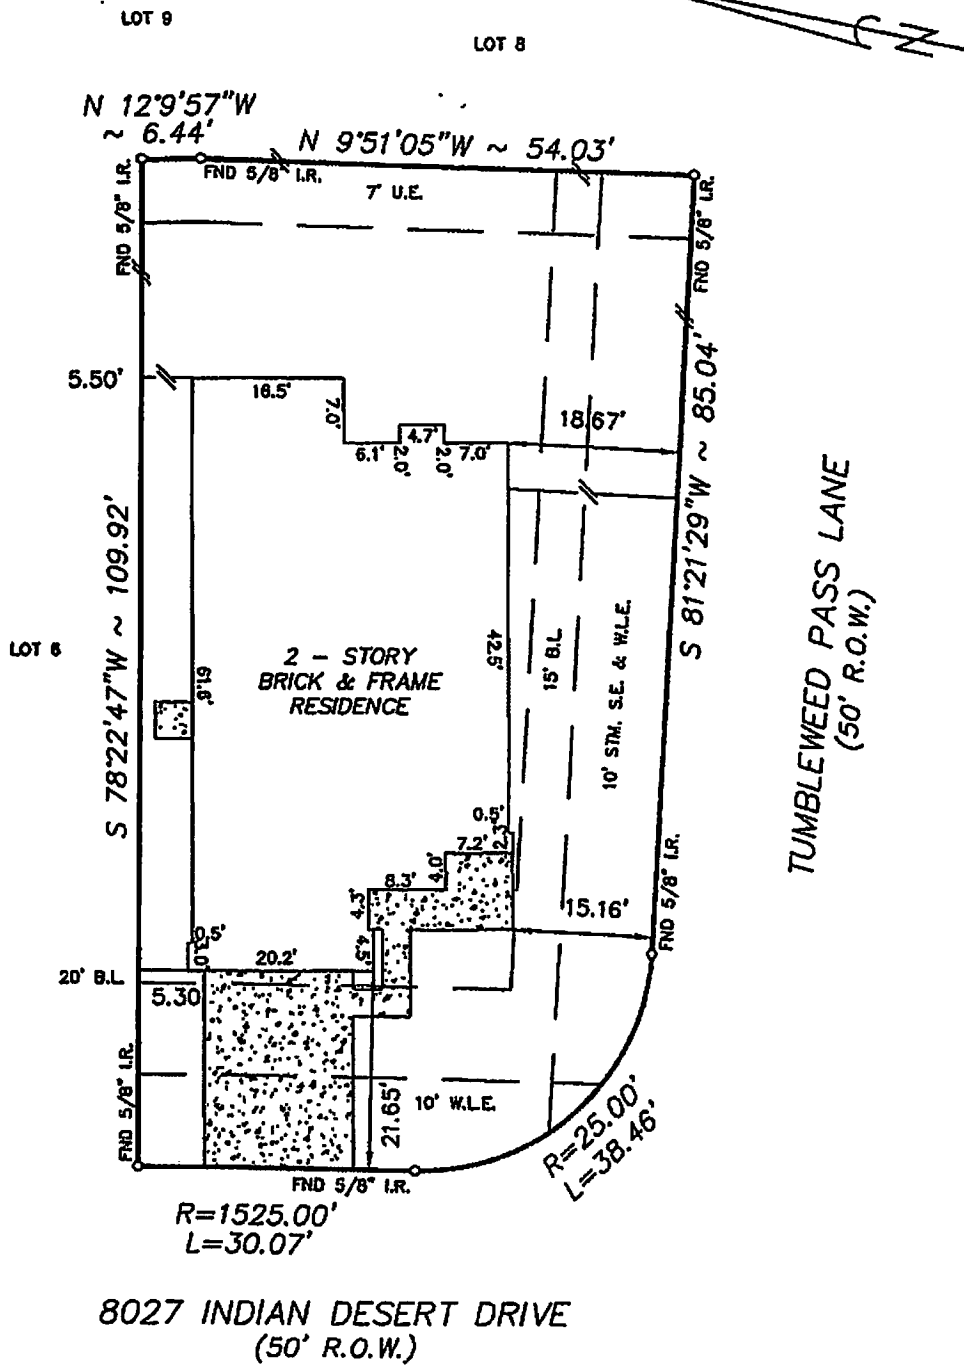 LOT 9
LOT 8
N
N 12°9'57"W
~ 6.44'
N 9°51'05"W ~ 54.03'
FND 5/8" I.R.
FND 5/8" I.R.
FND 5/8" I.R.
7' U.E.
5.50'
16.5'
7.0'
6.1'
2.0'
4.7'
2.0'
7.0'
18.67'
S 81°21'29"W ~ 85.04'
S 78°22'47"W ~ 109.92'
TUMBLEWEED PASS LANE
(50' R.O.W.)
LOT 6
61.6'
2 - STORY
BRICK & FRAME
RESIDENCE
42.5'
15' B.L.
10' STM. S.E. & W.L.E.
0.5'
2.3'
7.2'
4.0'
8.3'
4.3'
4.5'
15.16'
FND 5/8" I.R.
0.5'
3.0'
20.2'
20' B.L.
5.30
FND 5/8" I.R.
21.65'
10' W.L.E.
R=25.00'
L=38.46'
FND 5/8" I.R.
R=1525.00'
L=30.07'
8027 INDIAN DESERT DRIVE
(50' R.O.W.)